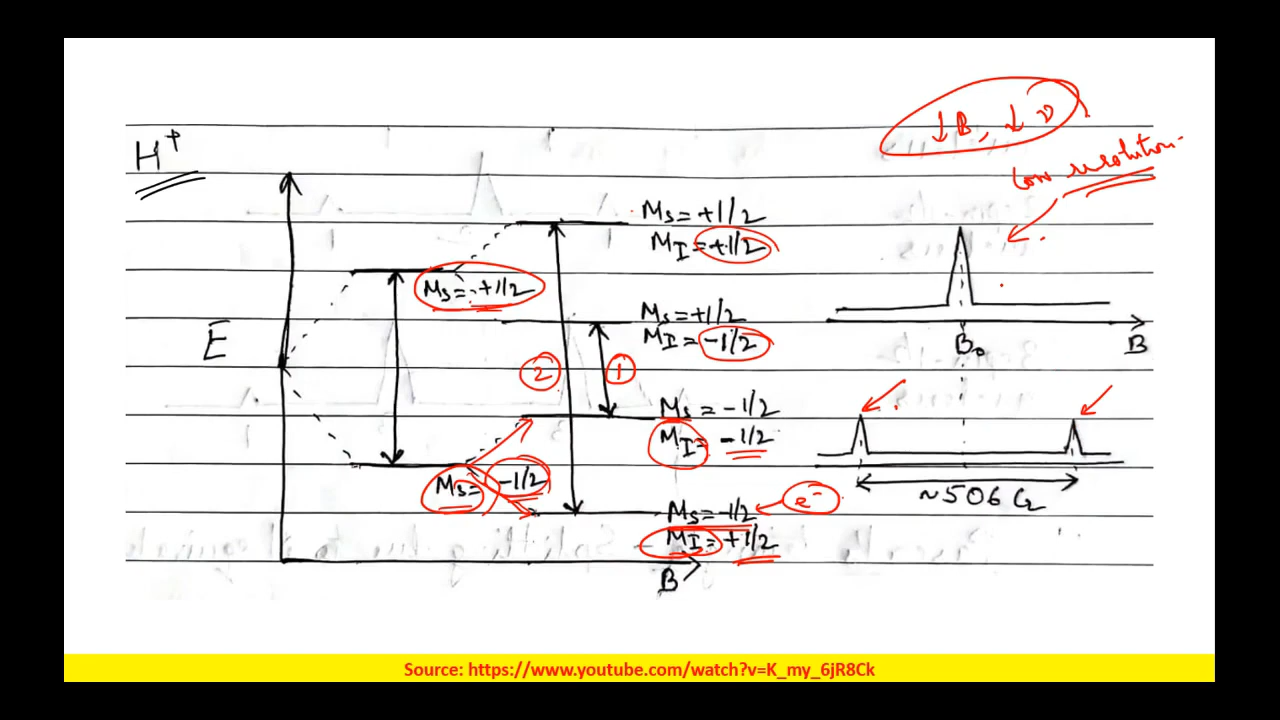 ↓B, ↓ν
low resolution
H⁺
E
Ms=+1/2
Ms= -1/2
Ms=+1/2
MI=+1/2
Ms=+1/2
MI=-1/2
② ①
Ms=-1/2
MI= -1/2
Ms=-1/2 e⁻
MI=+1/2
B
B₀ B
~506 G
Source: https://www.youtube.com/watch?v=K_my_6jR8Ck